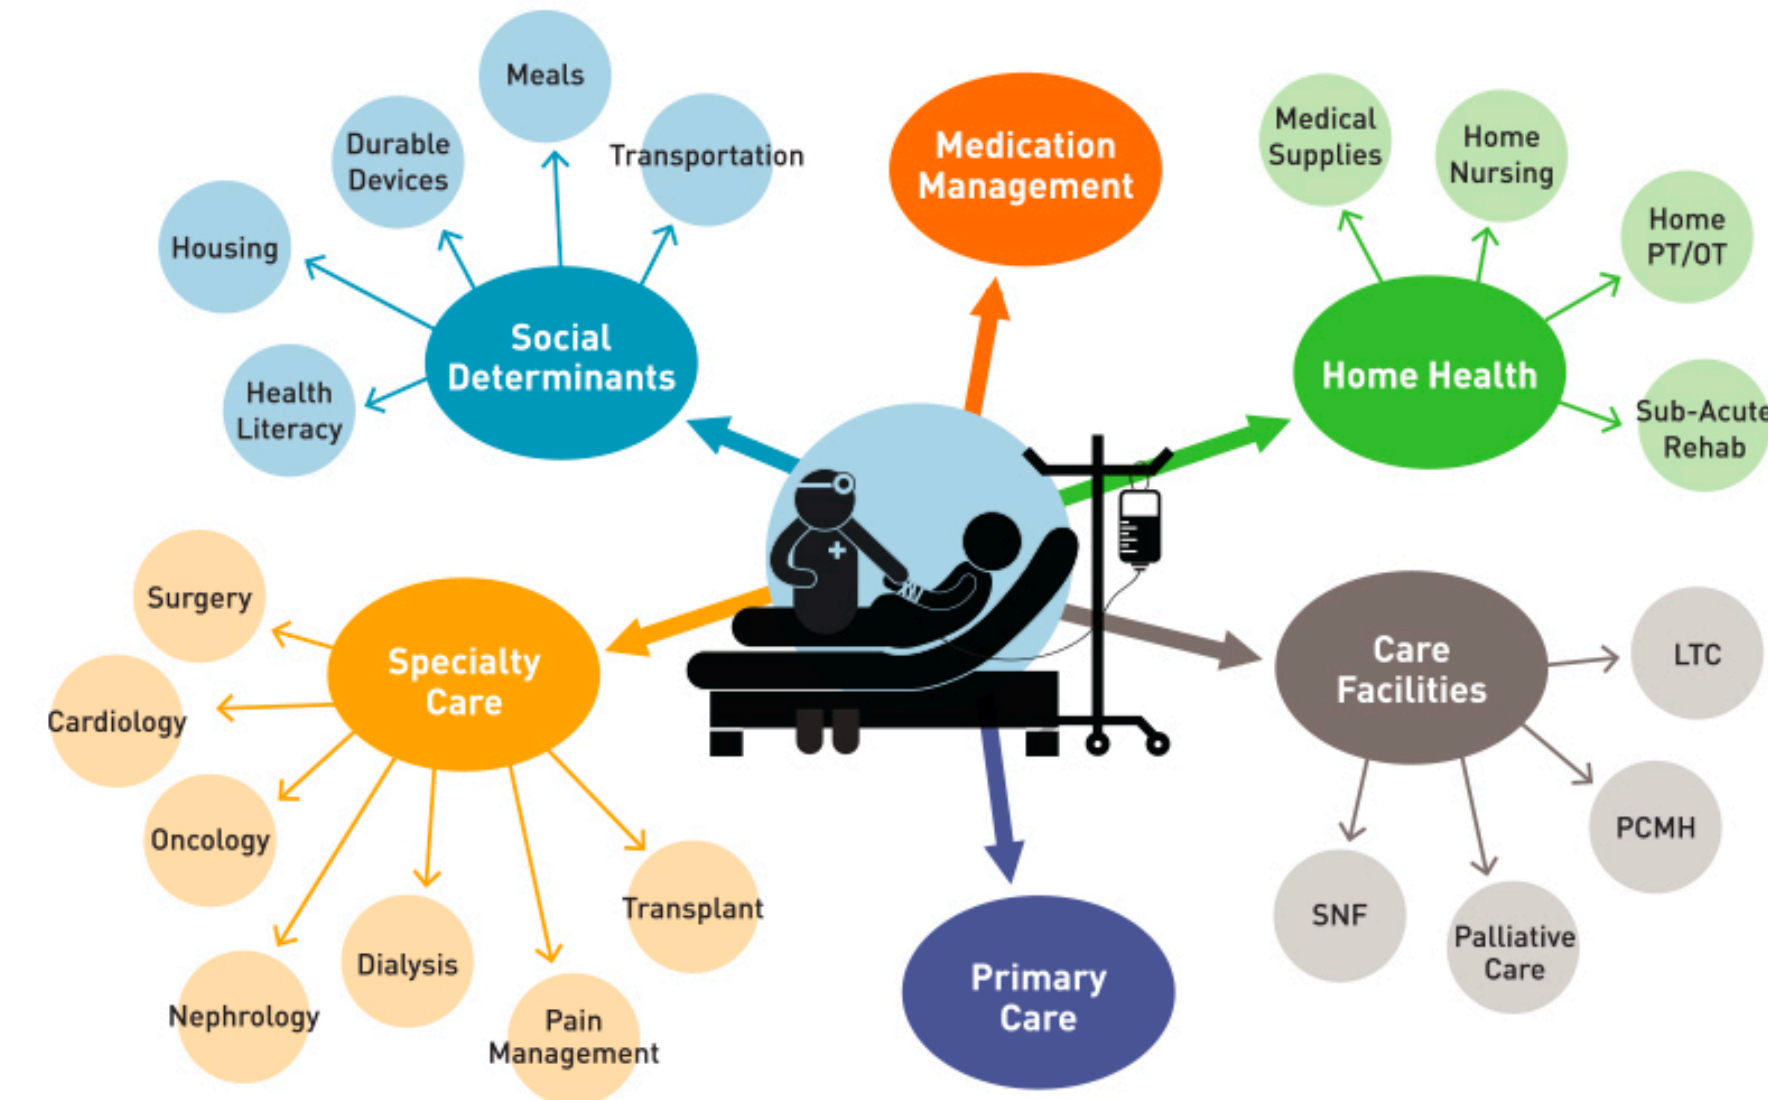 Meals
Durable
Devices
Transportation
Housing
Health
Literacy
Social
Determinants
Medication
Management
Medical
Supplies
Home
Nursing
Home
PT/OT
Sub-Acute
Rehab
Home Health
Surgery
Cardiology
Oncology
Nephrology
Dialysis
Pain
Management
Transplant
Specialty
Care
Primary
Care
Care
Facilities
LTC
PCMH
Palliative
Care
SNF